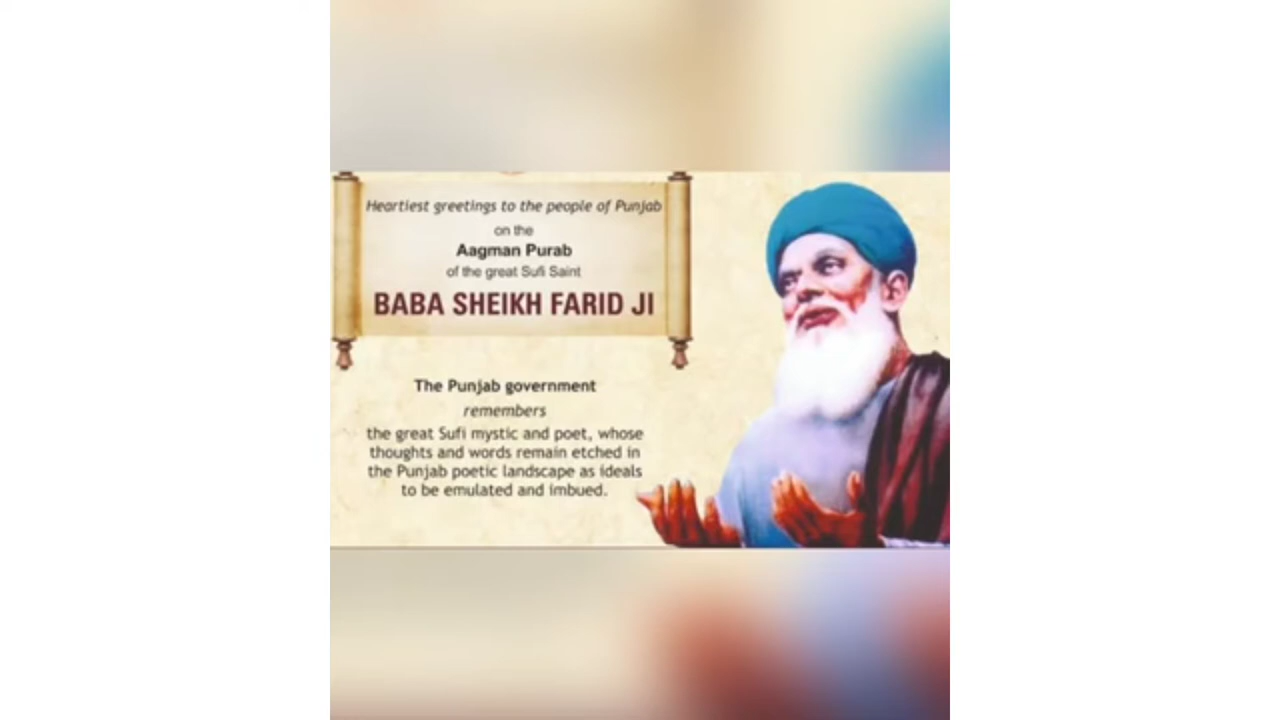 Heartiest greetings to the people of Punjab
on the
Aagman Purab
of the great Sufi Saint
BABA SHEIKH FARID JI
The Punjab government
remembers
the great Sufi mystic and poet, whose
thoughts and words remain etched in
the Punjab poetic landscape as ideals
to be emulated and imbued.